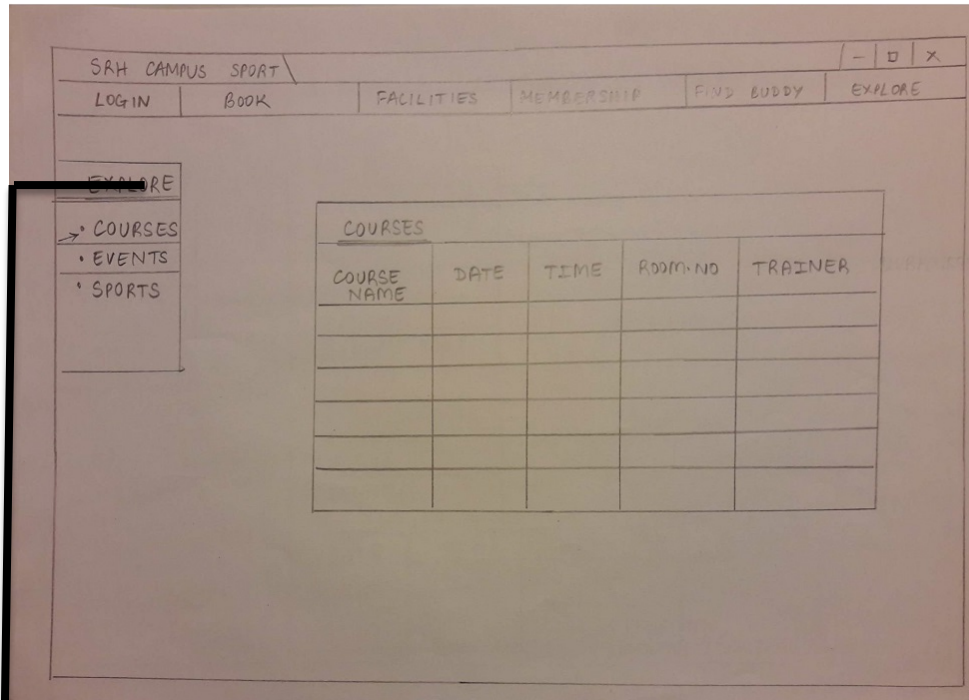 SRH CAMPUS SPORT
LOGIN BOOK FACILITIES MEMBERSHIP FIND BUDDY EXPLORE
EXPLORE
• COURSES
• EVENTS
• SPORTS
COURSES
COURSE NAME DATE TIME ROOM.NO TRAINER